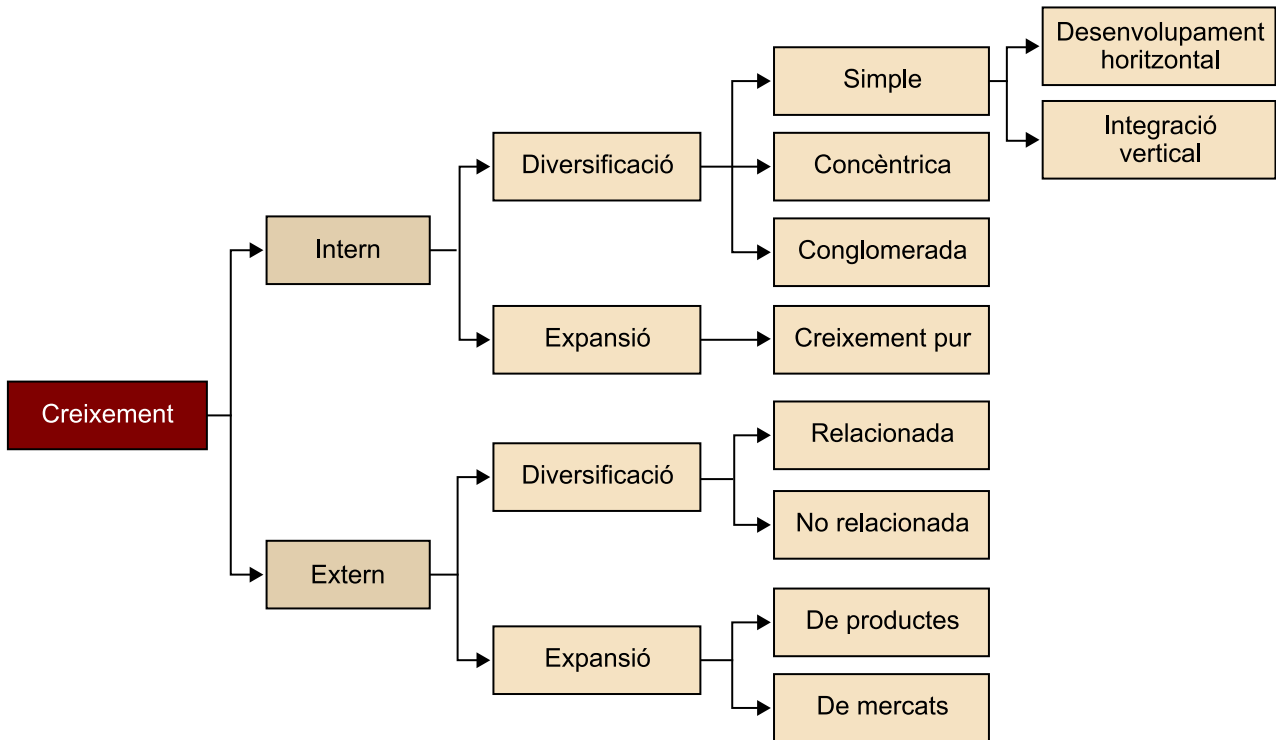 Creixement
Intern
Diversificació
Simple
Desenvolupament
horitzontal
Integració
vertical
Concèntrica
Conglomerada
Expansió
Creixement pur
Extern
Diversificació
Relacionada
No relacionada
Expansió
De productes
De mercats